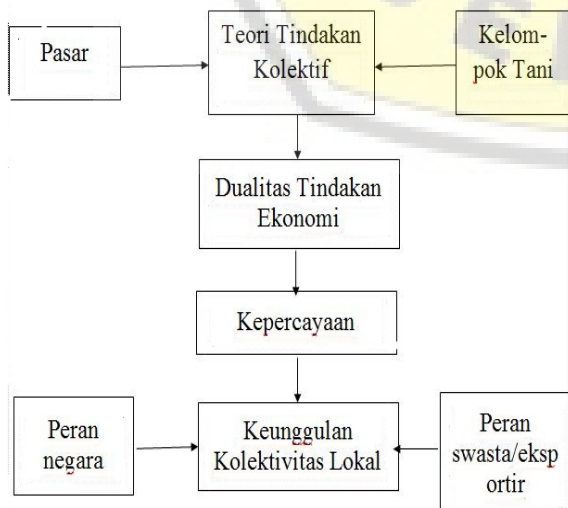 Pasar
Teori Tindakan
Kolektif
Kelom-
pok Tani
Dualitas Tindakan
Ekonomi
Kepercayaan
Peran
negara
Keunggulan
Kolektivitas Lokal
Peran
swasta/eksp
ortir